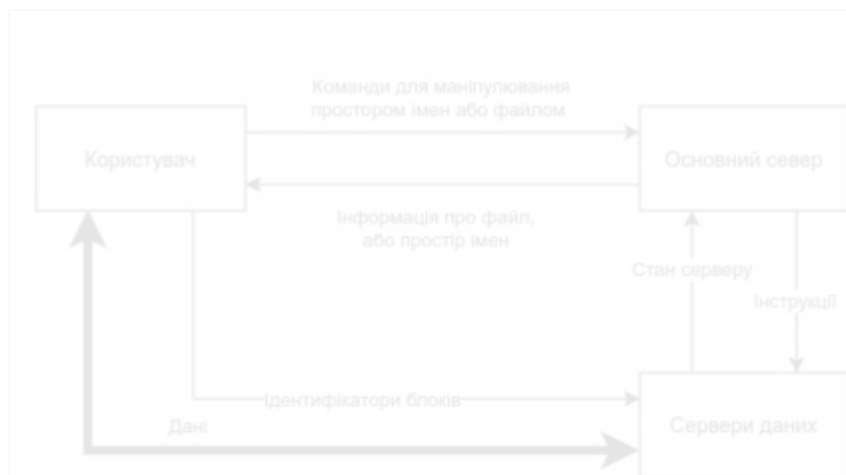 Команди для маніпулювання
простором імен або файлом
Користувач
Основний север
Інформація про файл,
або простір імен
Стан серверу
Інструкції
Ідентифікатори блоків
Дані
Сервери даних